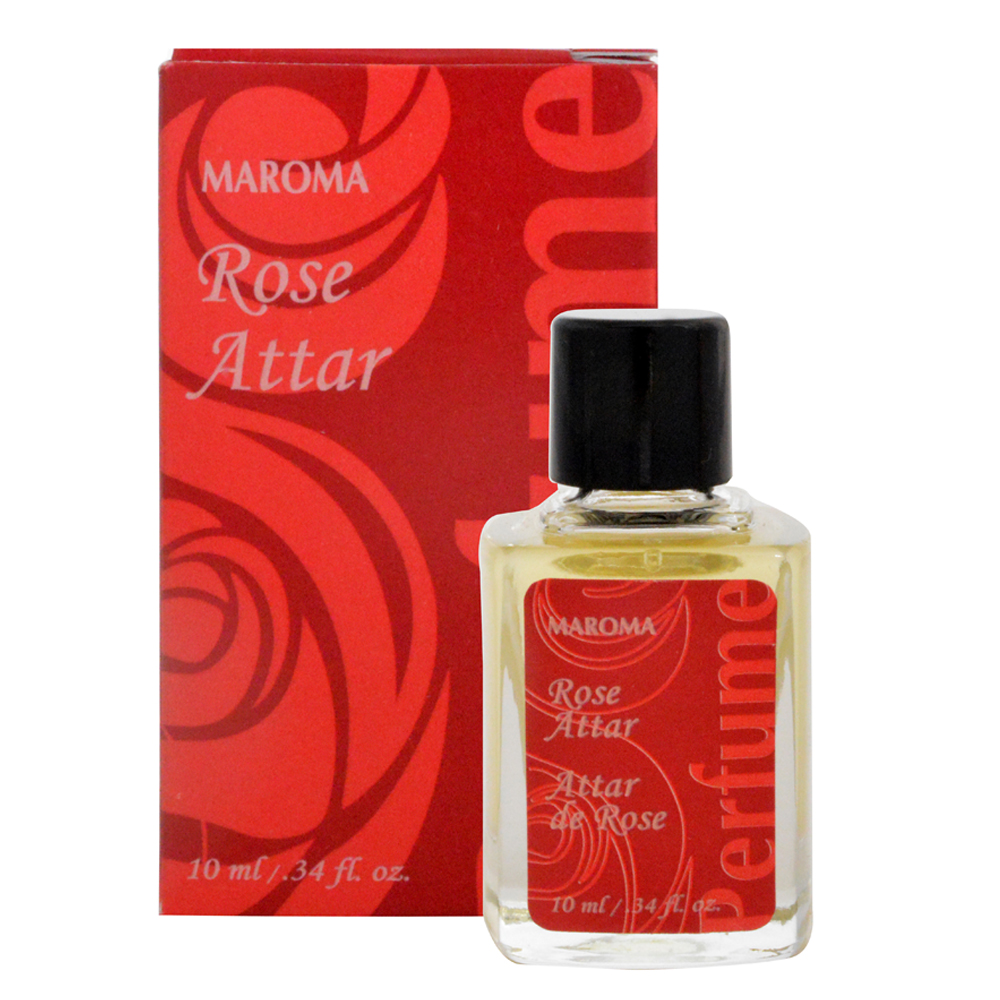 MAROMA
Rose
Attar
10 ml /.34 fl. oz.
MAROMA
Rose
Attar
Attar
de Rose
10 ml /.34 fl. oz.
Perfume